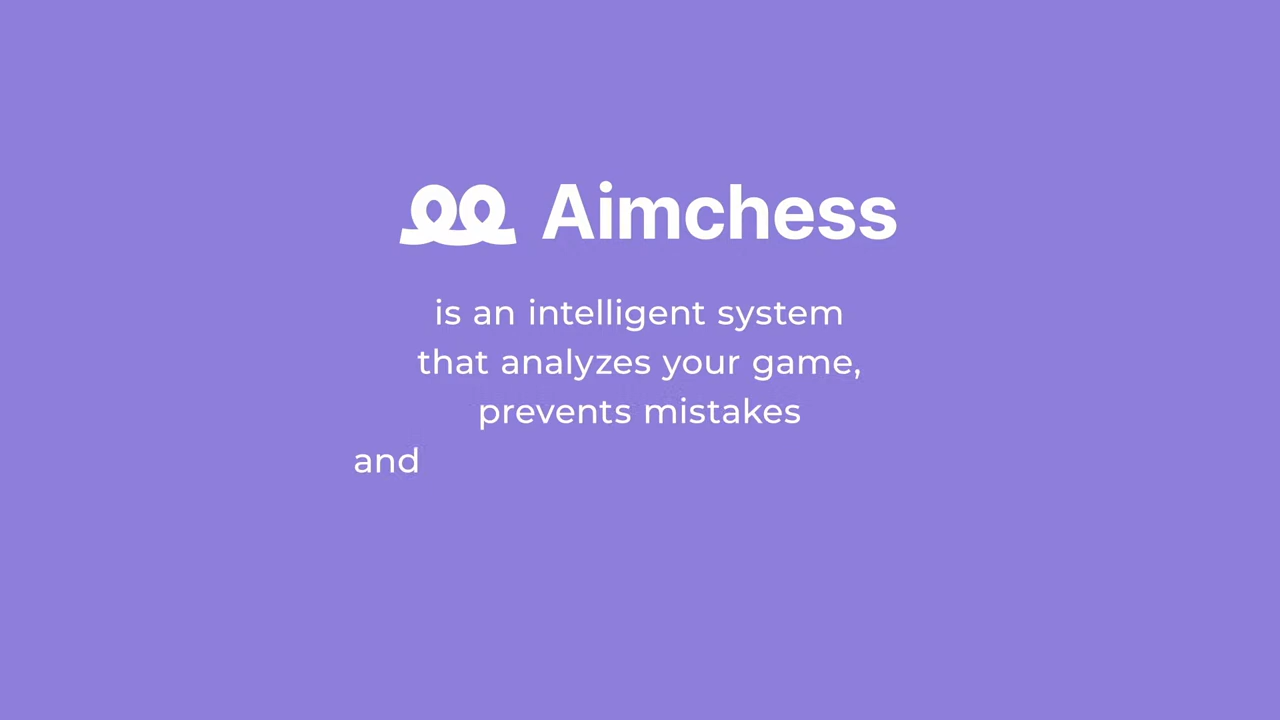 Aimchess
is an intelligent system
that analyzes your game,
prevents mistakes
and